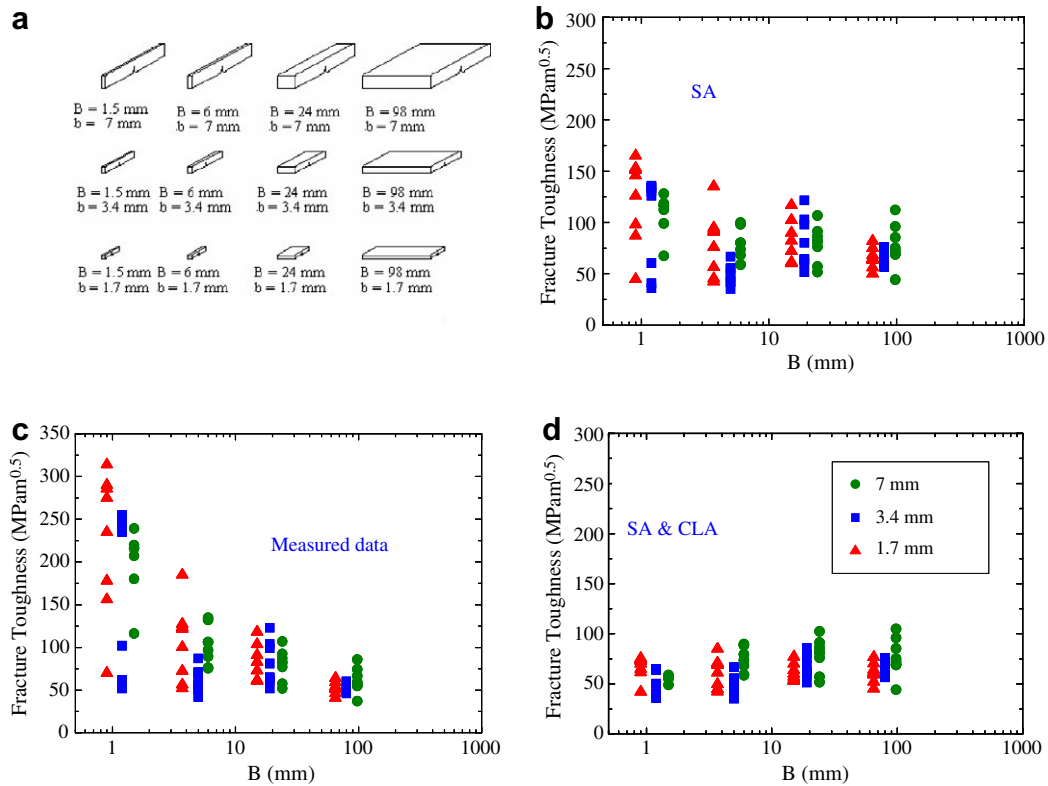 a
B = 1.5 mm
b = 7 mm
B = 6 mm
b = 7 mm
B = 24 mm
b = 7 mm
B = 98 mm
b = 7 mm
B = 1.5 mm
b = 3.4 mm
B = 6 mm
b = 3.4 mm
B = 24 mm
b = 3.4 mm
B = 98 mm
b = 3.4 mm
B = 1.5 mm
b = 1.7 mm
B = 6 mm
b = 1.7 mm
B = 24 mm
b = 1.7 mm
B = 98 mm
b = 1.7 mm
b
Fracture Toughness (MPam^0.5)
300
250
200
150
100
50
0
SA
1 10 100 1000
B (mm)
c
Fracture Toughness (MPam^0.5)
350
300
250
200
150
100
50
0
Measured data
1 10 100 1000
B (mm)
d
Fracture Toughness (MPam^0.5)
300
250
200
150
100
50
0
SA & CLA
7 mm
3.4 mm
1.7 mm
1 10 100 1000
B (mm)